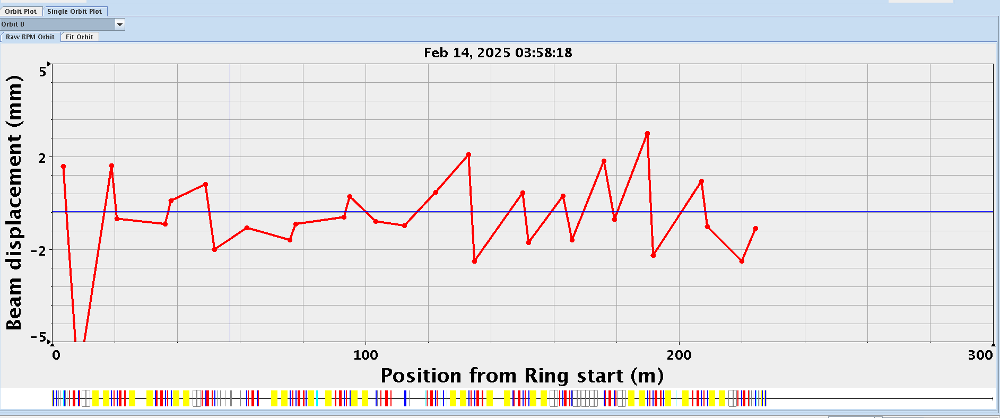 Orbit Plot Single Orbit Plot
Orbit 0
Raw BPM Orbit Fit Orbit
Feb 14, 2025 03:58:18
Beam displacement (mm)
5
2
-2
-5
0 100 200 300
Position from Ring start (m)